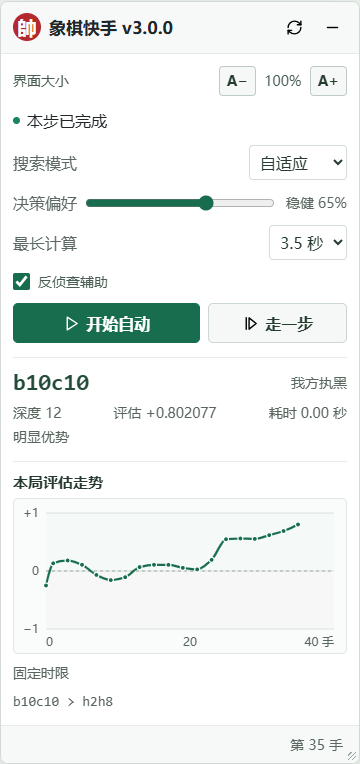 帥 象棋快手 v3.0.0
界面大小 A− 100% A+
本步已完成
搜索模式 自适应
决策偏好 稳健 65%
最长计算 3.5 秒
反侦查辅助
开始自动 走一步
b10c10 我方执黑
深度 12 评估 +0.802077 耗时 0.00 秒
明显优势
本局评估走势
+1
0
−1
0 20 40 手
固定时限
b10c10 > h2h8
第 35 手